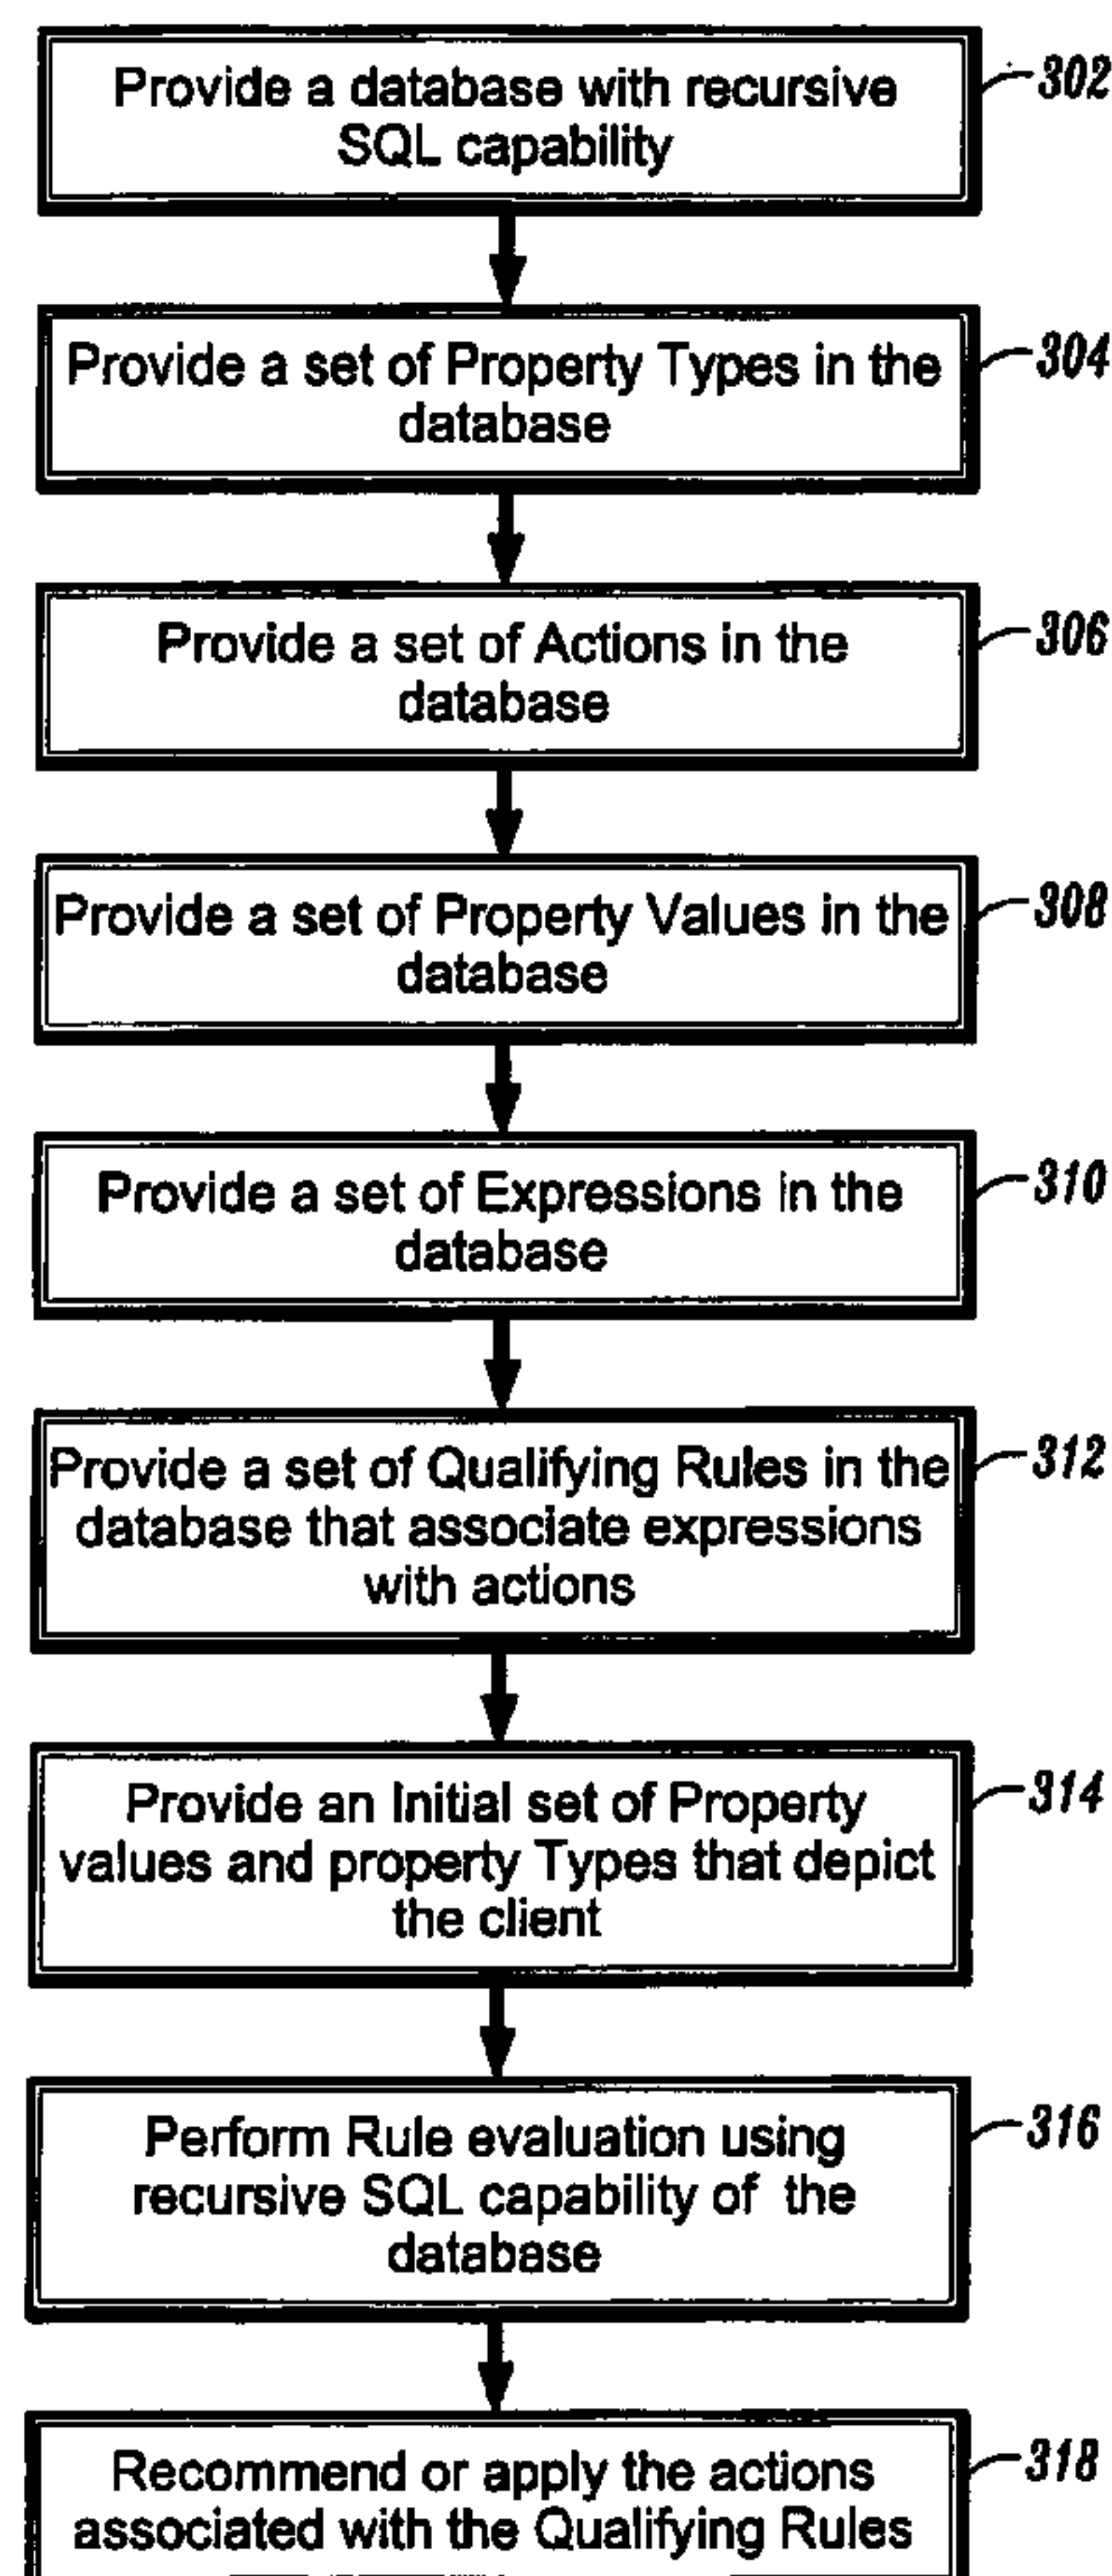 Provide a database with recursive
SQL capability
302
Provide a set of Property Types in the
database
304
Provide a set of Actions in the
database
306
Provide a set of Property Values in the
database
308
Provide a set of Expressions in the
database
310
Provide a set of Qualifying Rules in the
database that associate expressions
with actions
312
Provide an Initial set of Property
values and property Types that depict
the client
314
Perform Rule evaluation using
recursive SQL capability of the
database
316
Recommend or apply the actions
associated with the Qualifying Rules
318